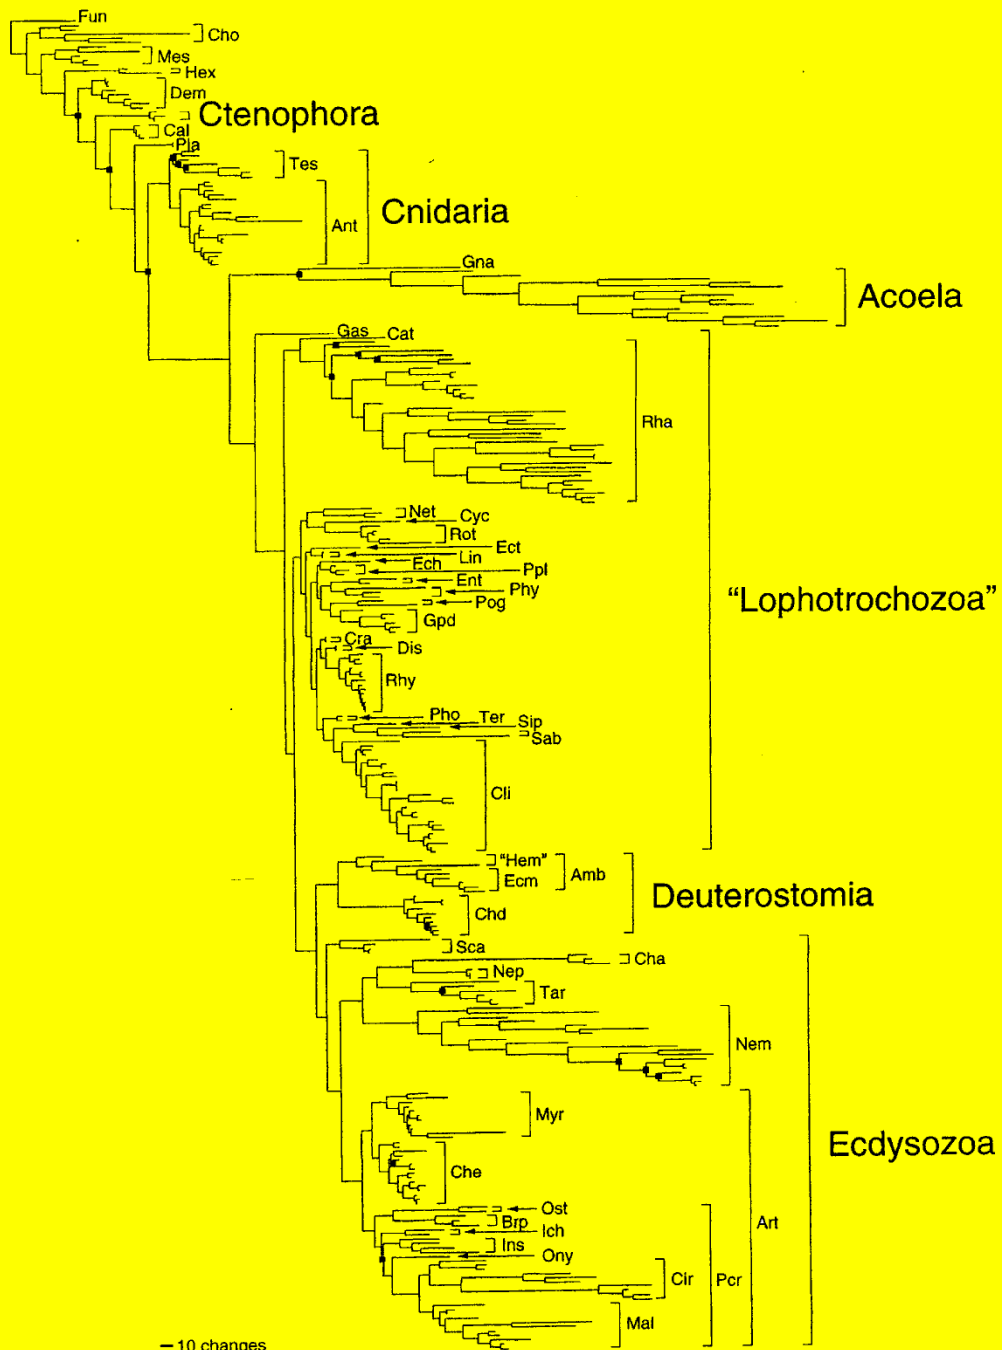 Fun
Cho
Mes
Hex
Dem
Ctenophora
Cal
Pla
Tes
Ant
Cnidaria
Gna
Acoela
Gas
Cat
Rha
Net
Cyc
Rot
Ect
Lin
Ech
Ppl
Ent
Phy
Pog
Gpd
"Lophotrochozoa"
Cra
Dis
Rhy
Pho
Ter
Sip
Sab
Cli
"Hem"
Ecm
Amb
Deuterostomia
Chd
Sca
Cha
Nep
Tar
Nem
Myr
Ecdysozoa
Che
Ost
Brp
Ich
Art
Ins
Ony
Cir
Pcr
Mal
10 changes